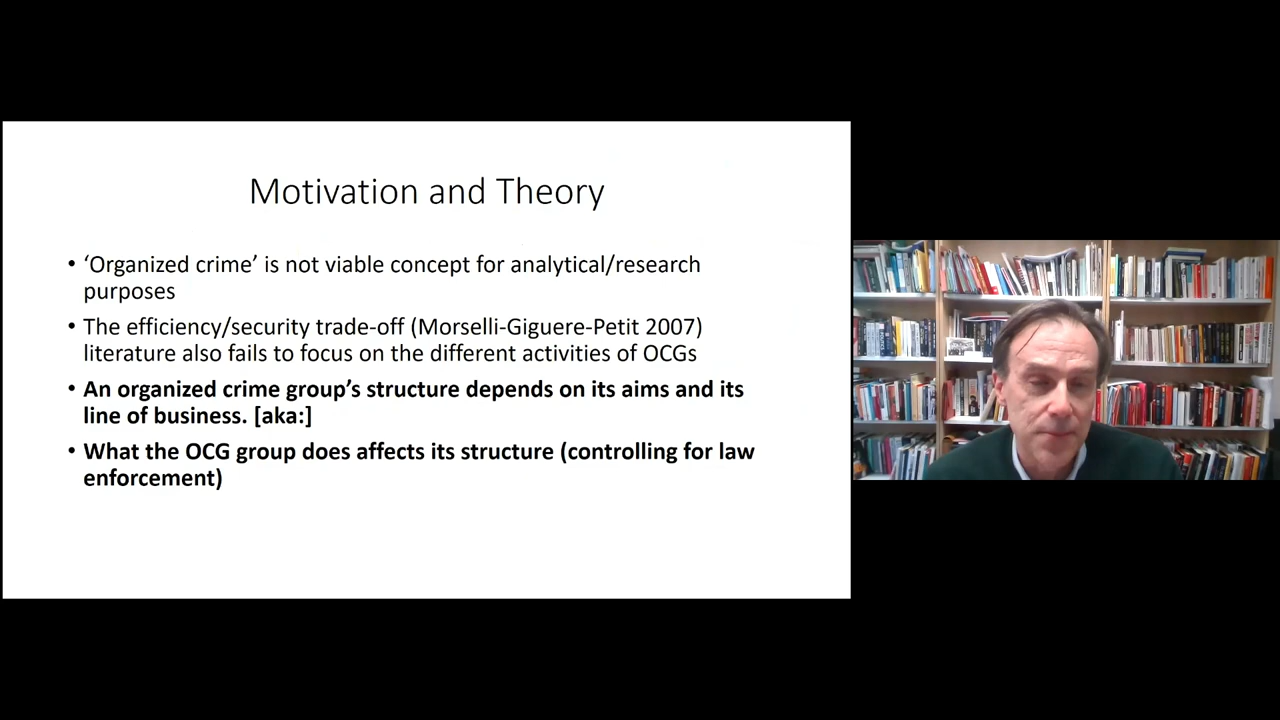 Motivation and Theory
• ‘Organized crime’ is not viable concept for analytical/research
purposes
• The efficiency/security trade-off (Morselli-Giguere-Petit 2007)
literature also fails to focus on the different activities of OCGs
• An organized crime group’s structure depends on its aims and its
line of business. [aka:]
• What the OCG group does affects its structure (controlling for law
enforcement)